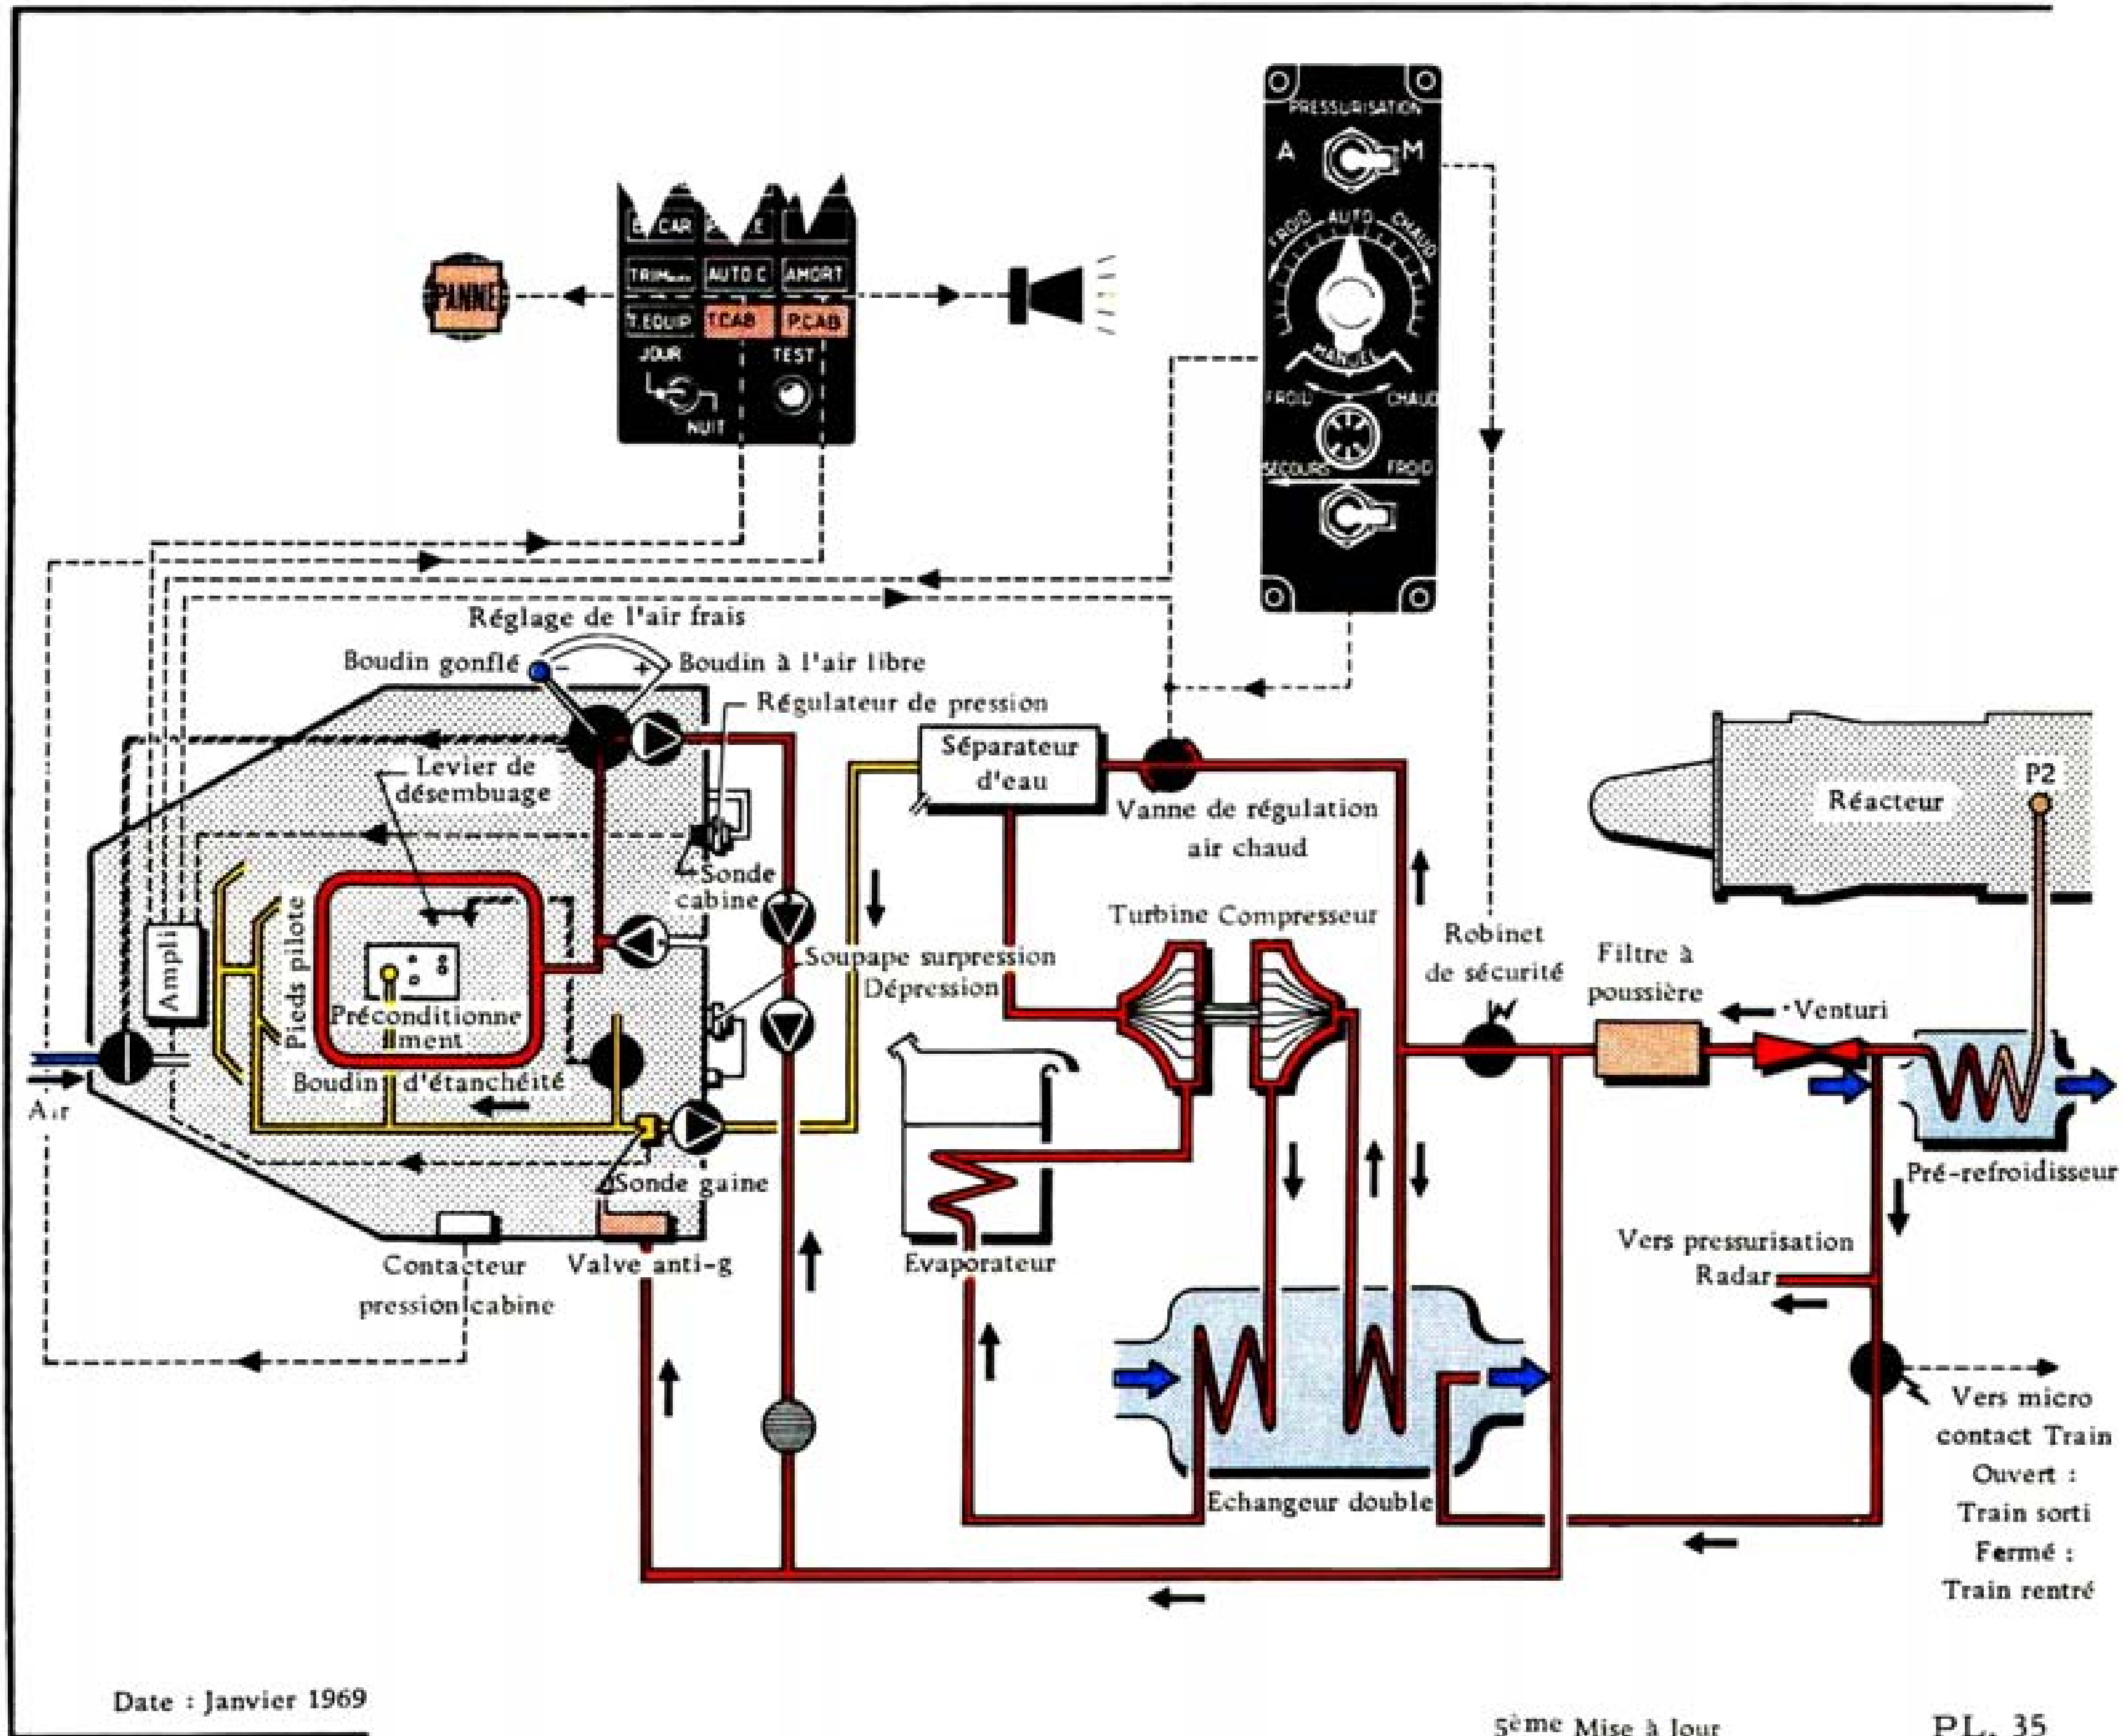 PRESSURISATION
A
M
FROID
AUTO
CHAUD
MANUEL
FROID
CHAUD
SECOURS
FROID
CAR
E
TRIM
AUTO C
AMORT
PANNE
T.EQUIP
T.CAB
P.CAB
JOUR
TEST
NUIT
Réglage de l'air frais
Boudin gonflé
-
+
Boudin à l'air libre
Régulateur de pression
Levier de
désembuage
Séparateur
d'eau
Vanne de régulation
air chaud
Réacteur
P2
Sonde
cabine
Turbine
Compresseur
Robinet
de sécurité
Filtre à
poussière
Venturi
Ampli
Pieds pilote
Soupape surpression
Dépression
Préconditionne
ment
Boudin d'étanchéité
Air
Pré-refroidisseur
Sonde gaine
Contacteur
pression cabine
Valve anti-g
Evaporateur
Vers pressurisation
Radar
Echangeur double
Vers micro
contact Train
Ouvert :
Train sorti
Fermé :
Train rentré
Date : Janvier 1969
5ème Mise à Jour
PL. 35